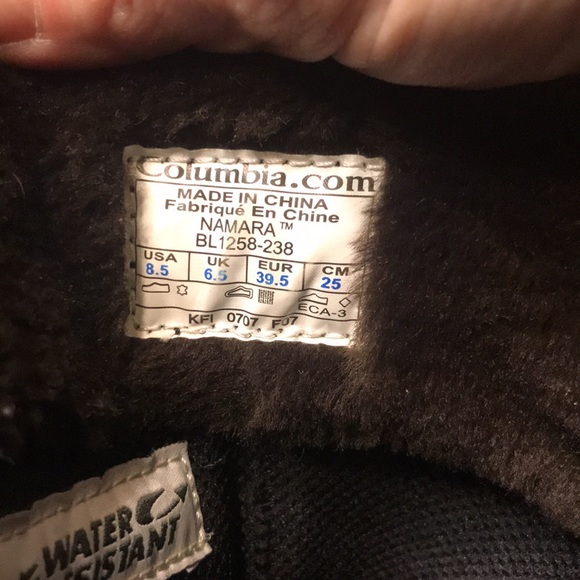 Columbia.com
MADE IN CHINA
Fabriqué En Chine
NAMARA™
BL1258-238
USA UK EUR CM
8.5 6.5 39.5 25
ECA-3
KFI 0707 F07
WATER
RESISTANT